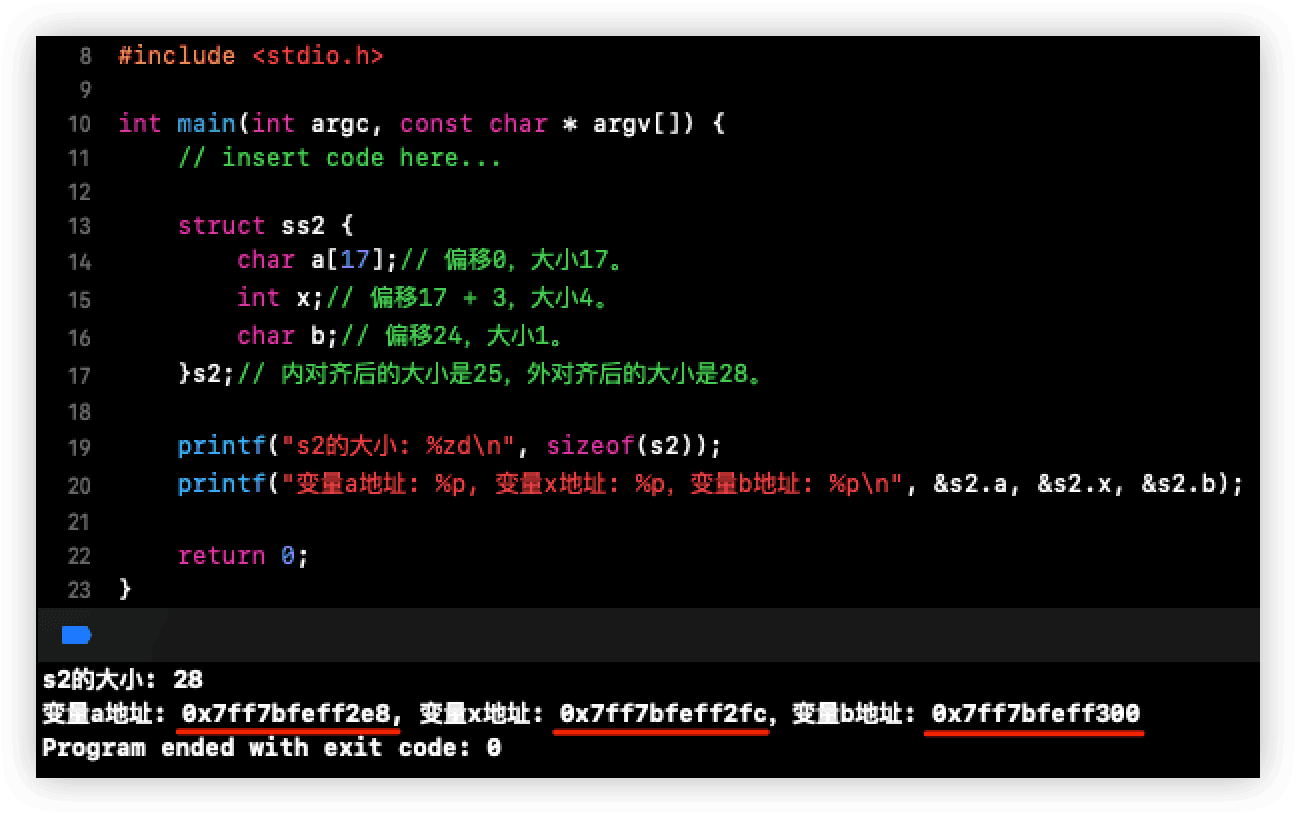 8 #include <stdio.h>
9
10 int main(int argc, const char * argv[]) {
11 // insert code here...
12
13 struct ss2 {
14 char a[17];// 偏移0，大小17。
15 int x;// 偏移17 + 3，大小4。
16 char b;// 偏移24，大小1。
17 }s2;// 内对齐后的大小是25，外对齐后的大小是28。
18
19 printf("s2的大小: %zd\n", sizeof(s2));
20 printf("变量a地址: %p, 变量x地址: %p，变量b地址: %p\n", &s2.a, &s2.x, &s2.b);
21
22 return 0;
23 }
s2的大小: 28
变量a地址: 0x7ff7bfeff2e8, 变量x地址: 0x7ff7bfeff2fc，变量b地址: 0x7ff7bfeff300
Program ended with exit code: 0